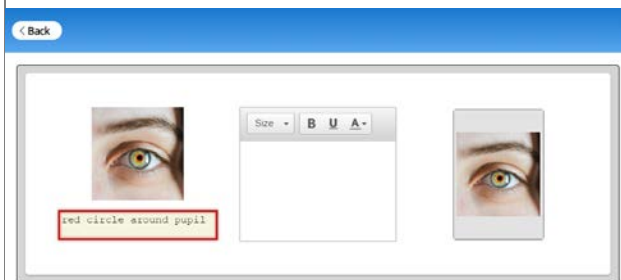 < Back
Size B U A
red circle around pupil